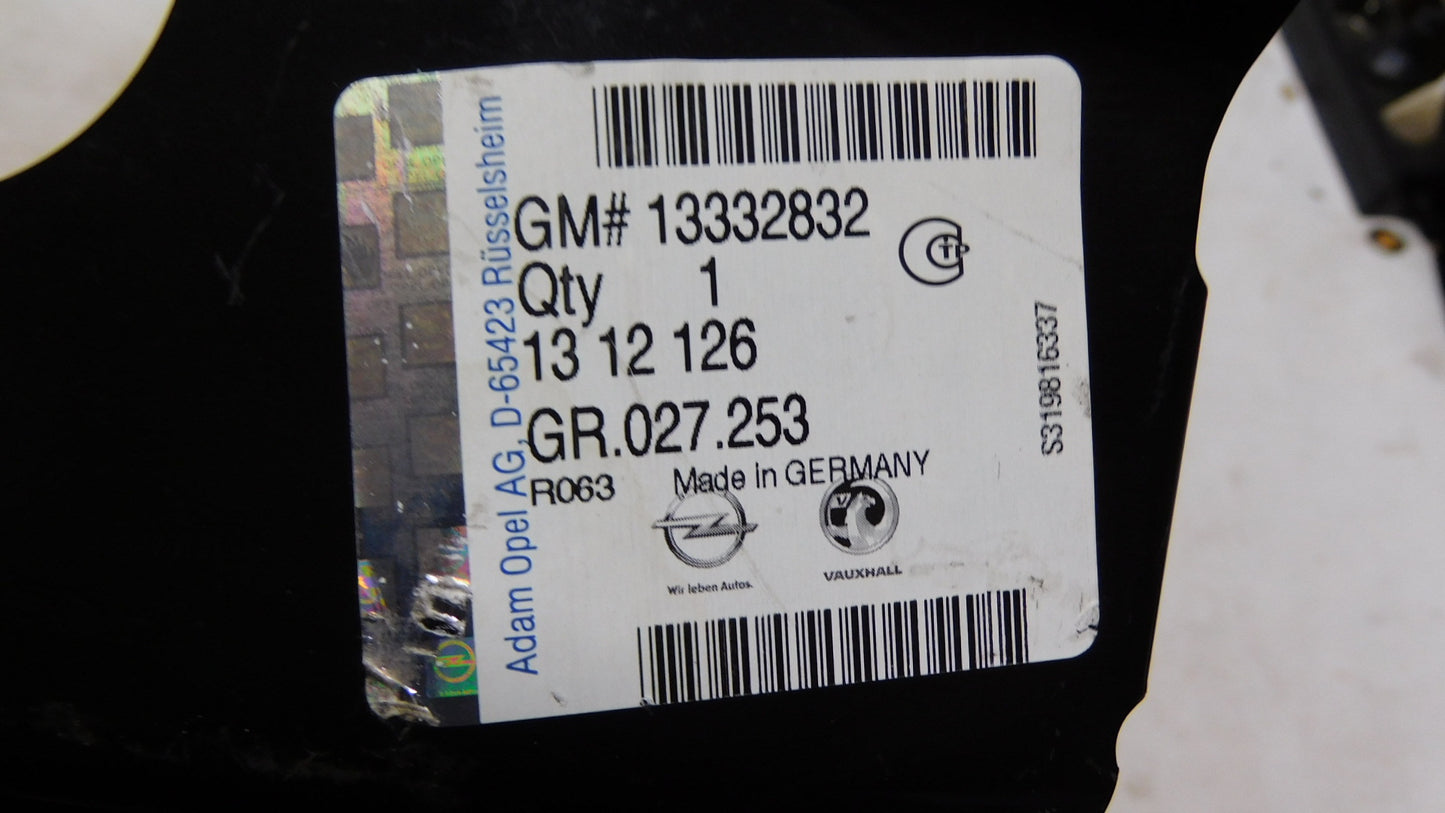 Adam Opel AG, D-65423 Rüsselsheim
GM# 13332832
Qty 1
13 12 126
GR.027.253
R063 Made in GERMANY
Wir leben Autos.
VAUXHALL
S319816337